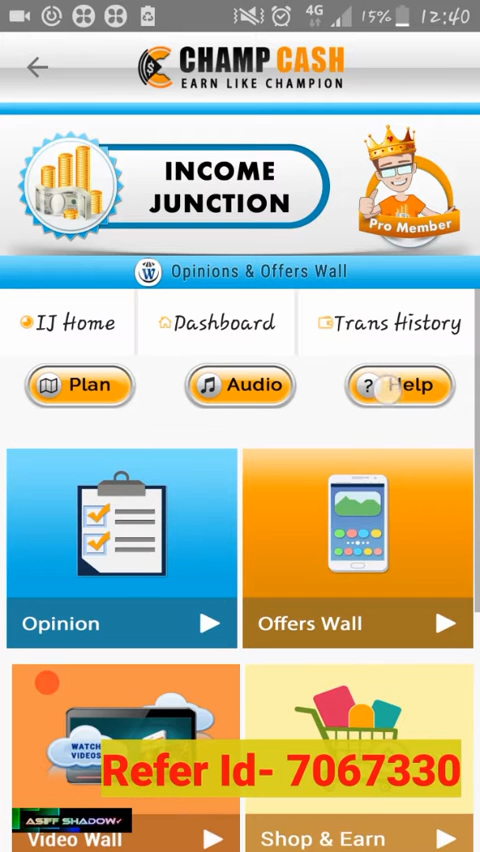 4G 15% 12:40
CHAMP CASH
EARN LIKE CHAMPION
INCOME
JUNCTION
Pro Member
W Opinions & Offers Wall
IJ Home Dashboard Trans History
Plan Audio ? Help
Opinion Offers Wall
WATCH
VIDEOS
Refer Id- 7067330
ASIFF SHADOW
Video Wall Shop & Earn